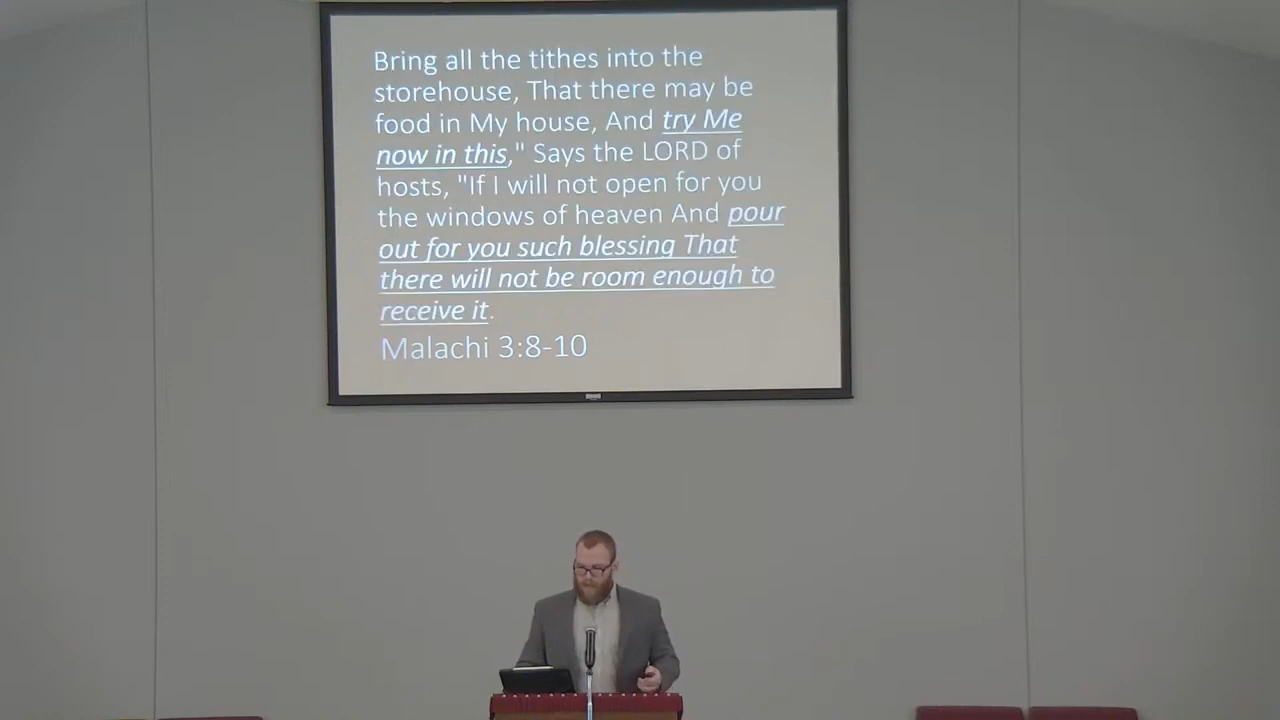 Bring all the tithes into the
storehouse, That there may be
food in My house, And try Me
now in this," Says the LORD of
hosts, "If I will not open for you
the windows of heaven And pour
out for you such blessing That
there will not be room enough to
receive it.
Malachi 3:8-10